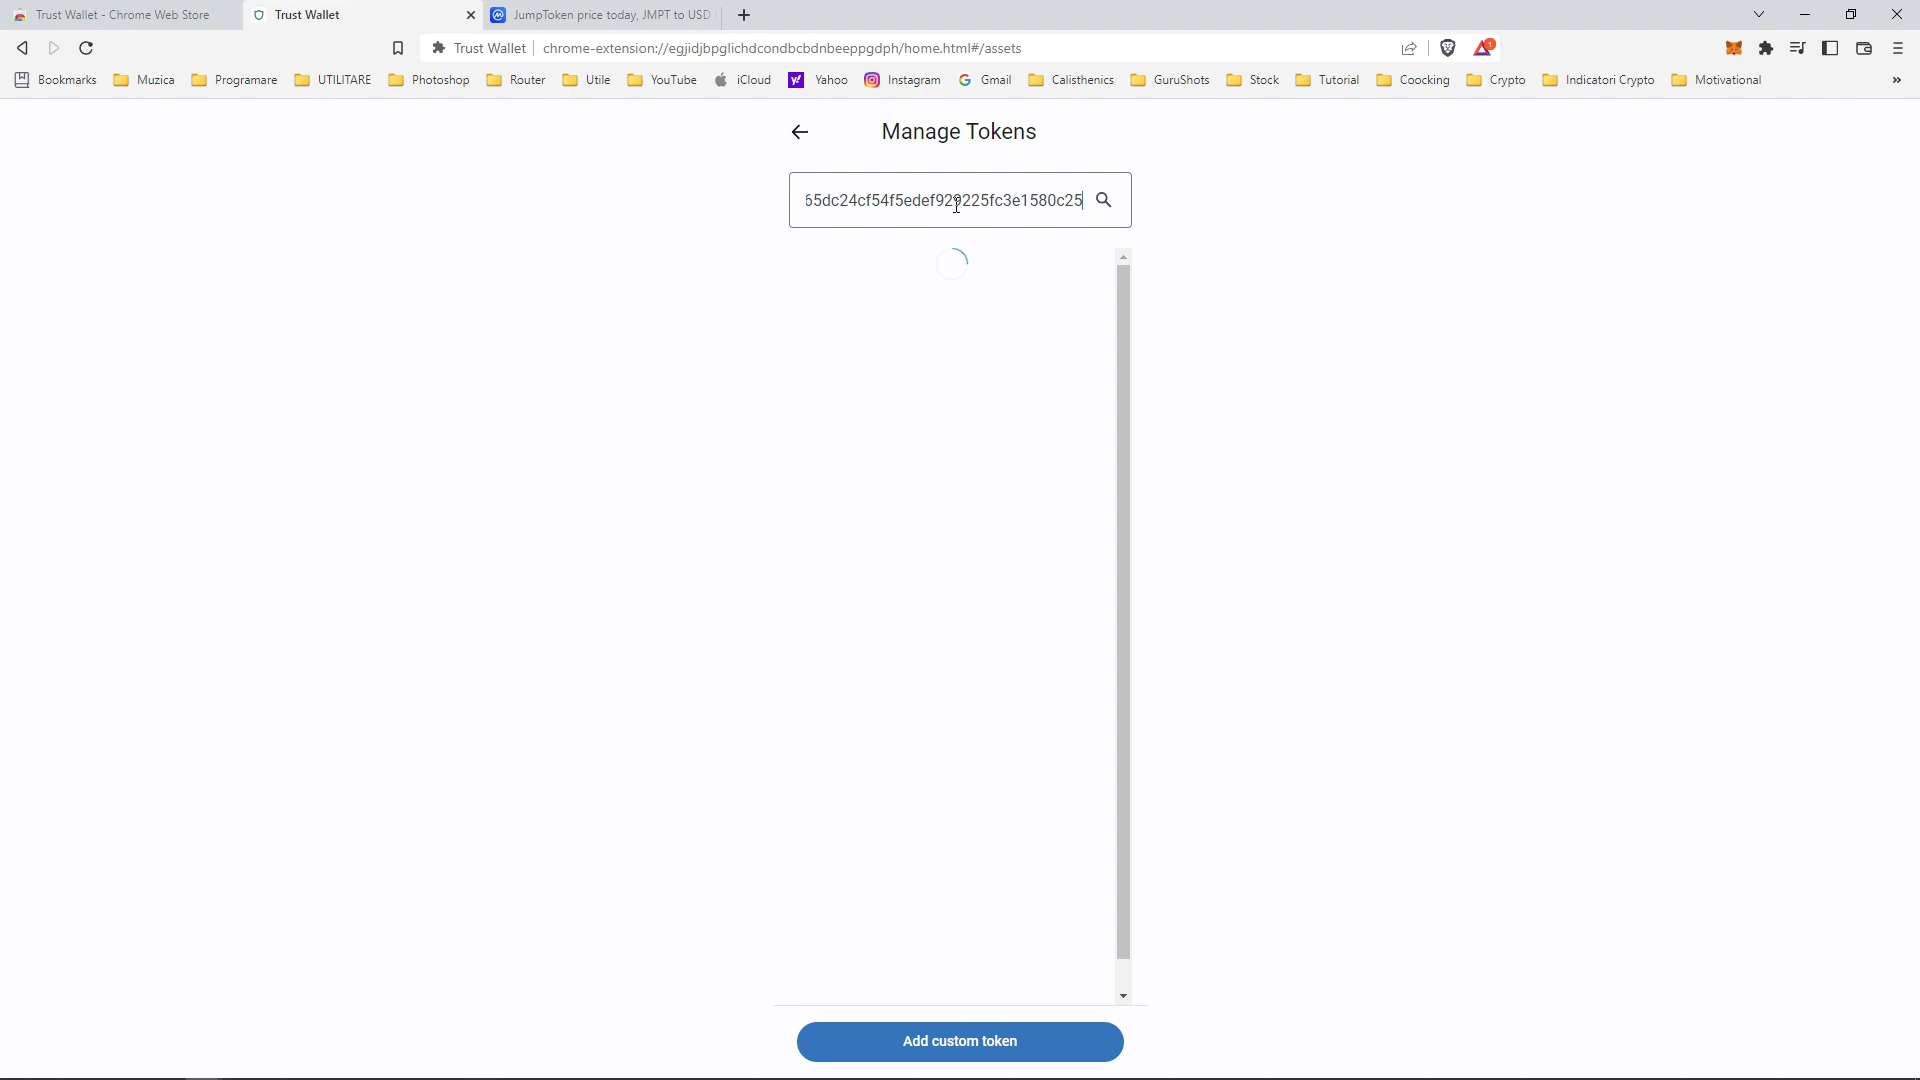 Trust Wallet - Chrome Web Store
Trust Wallet
JumpToken price today, JMPT to USD
Trust Wallet
chrome-extension://egjidjbpglichdcondbcbdnbeeppgdph/home.html#/assets
1
Bookmarks
Muzica
Programare
UTILITARE
Photoshop
Router
Utile
YouTube
iCloud
Yahoo
Instagram
Gmail
Calisthenics
GuruShots
Stock
Tutorial
Coocking
Crypto
Indicatori Crypto
Motivational
Manage Tokens
65dc24cf54f5edef929225fc3e1580c25
Add custom token